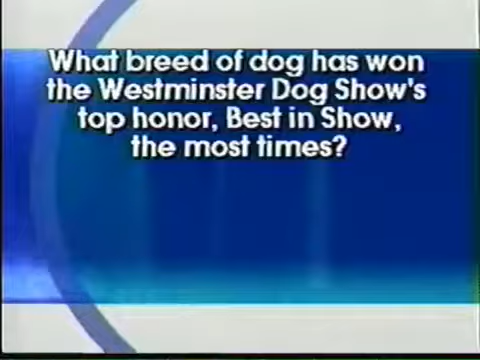 What breed of dog has won
the Westminster Dog Show's
top honor, Best in Show,
the most times?